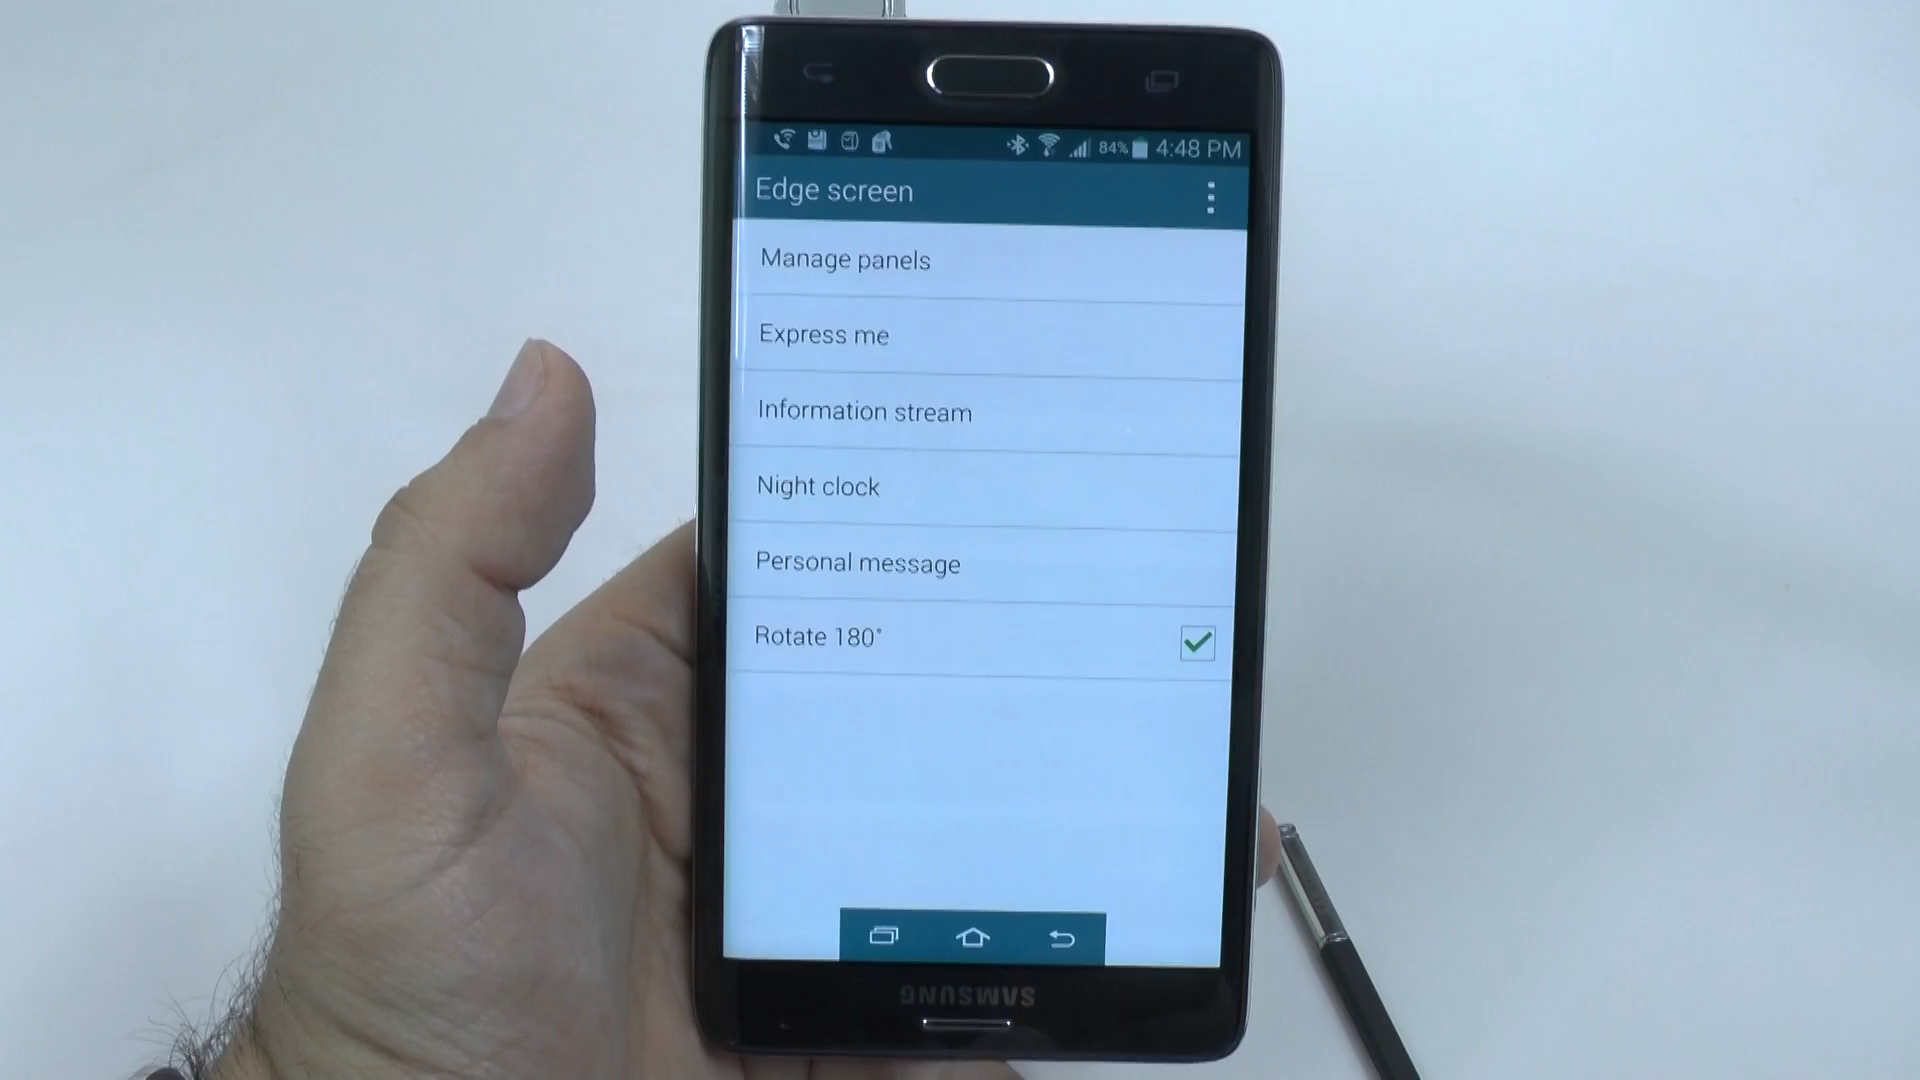 84% 4:48 PM
Edge screen
Manage panels
Express me
Information stream
Night clock
Personal message
Rotate 180°
SAMSUNG